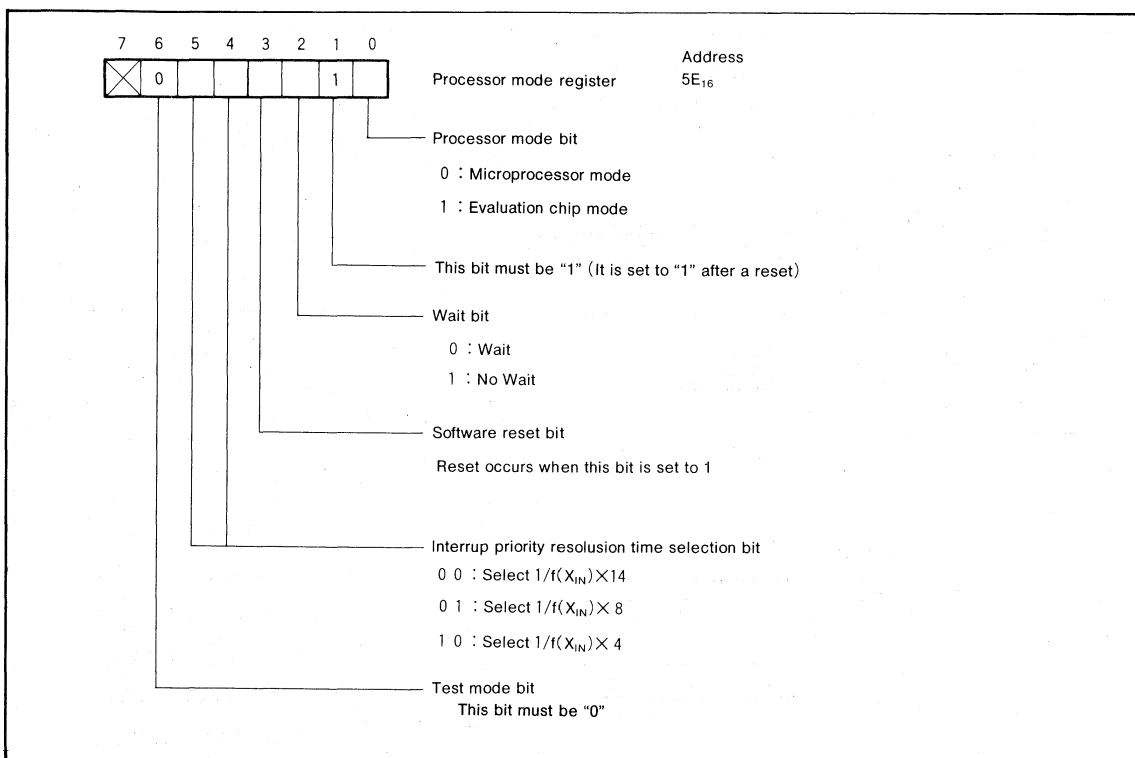 7 6 5 4 3 2 1 0
Address
0 1 Processor mode register 5E₁₆
Processor mode bit
0 : Microprocessor mode
1 : Evaluation chip mode
This bit must be “1” (It is set to “1” after a reset)
Wait bit
0 : Wait
1 : No Wait
Software reset bit
Reset occurs when this bit is set to 1
Interrup priority resolusion time selection bit
0 0 : Select 1/f(X_IN)×14
0 1 : Select 1/f(X_IN)× 8
1 0 : Select 1/f(X_IN)× 4
Test mode bit
This bit must be “0”